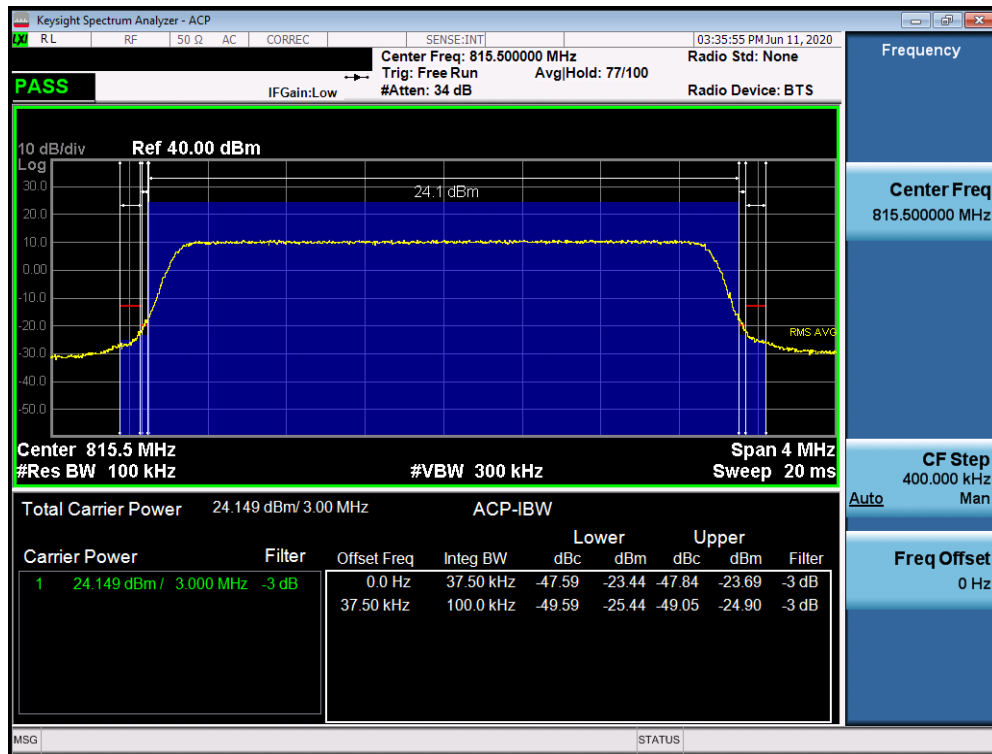 Keysight Spectrum Analyzer - ACP
LXI RL RF 50 Ω AC CORREC SENSE:INT 03:35:55 PM Jun 11, 2020
Center Freq: 815.500000 MHz Radio Std: None
Trig: Free Run Avg|Hold: 77/100
PASS IFGain:Low #Atten: 34 dB Radio Device: BTS
10 dB/div Ref 40.00 dBm
Log
30.0
24.1 dBm
20.0
10.0
0.00
-10.0
-20.0
RMS AVG
-30.0
-40.0
-50.0
Center 815.5 MHz Span 4 MHz
#Res BW 100 kHz #VBW 300 kHz Sweep 20 ms
Total Carrier Power 24.149 dBm/ 3.00 MHz ACP-IBW
Lower Upper
Carrier Power Filter Offset Freq Integ BW dBc dBm dBc dBm Filter
1 24.149 dBm / 3.000 MHz -3 dB 0.0 Hz 37.50 kHz -47.59 -23.44 -47.84 -23.69 -3 dB
37.50 kHz 100.0 kHz -49.59 -25.44 -49.05 -24.90 -3 dB
MSG STATUS
Frequency
Center Freq
815.500000 MHz
CF Step
400.000 kHz
Auto Man
Freq Offset
0 Hz